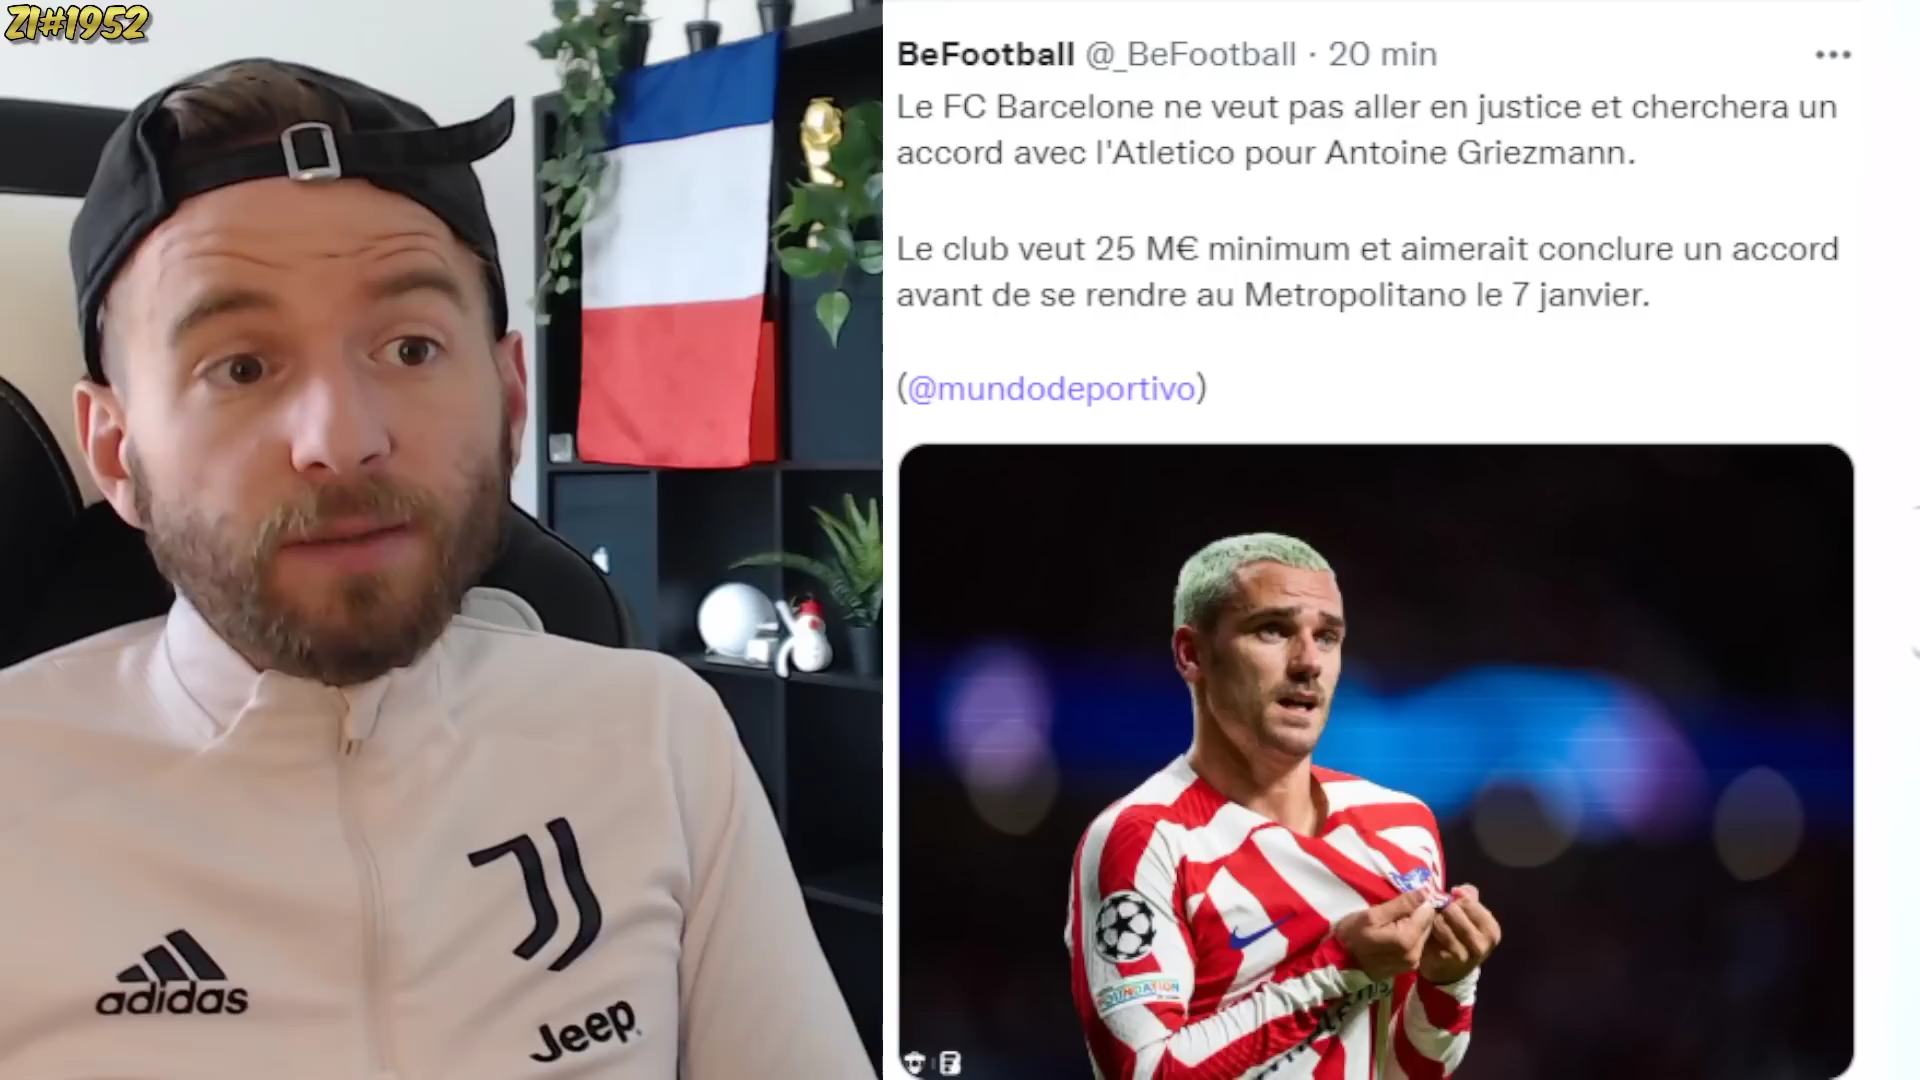 ZI#1952
BeFootball @_BeFootball · 20 min
Le FC Barcelone ne veut pas aller en justice et cherchera un
accord avec l'Atletico pour Antoine Griezmann.
Le club veut 25 M€ minimum et aimerait conclure un accord
avant de se rendre au Metropolitano le 7 janvier.
(@mundodeportivo)
adidas
Jeep